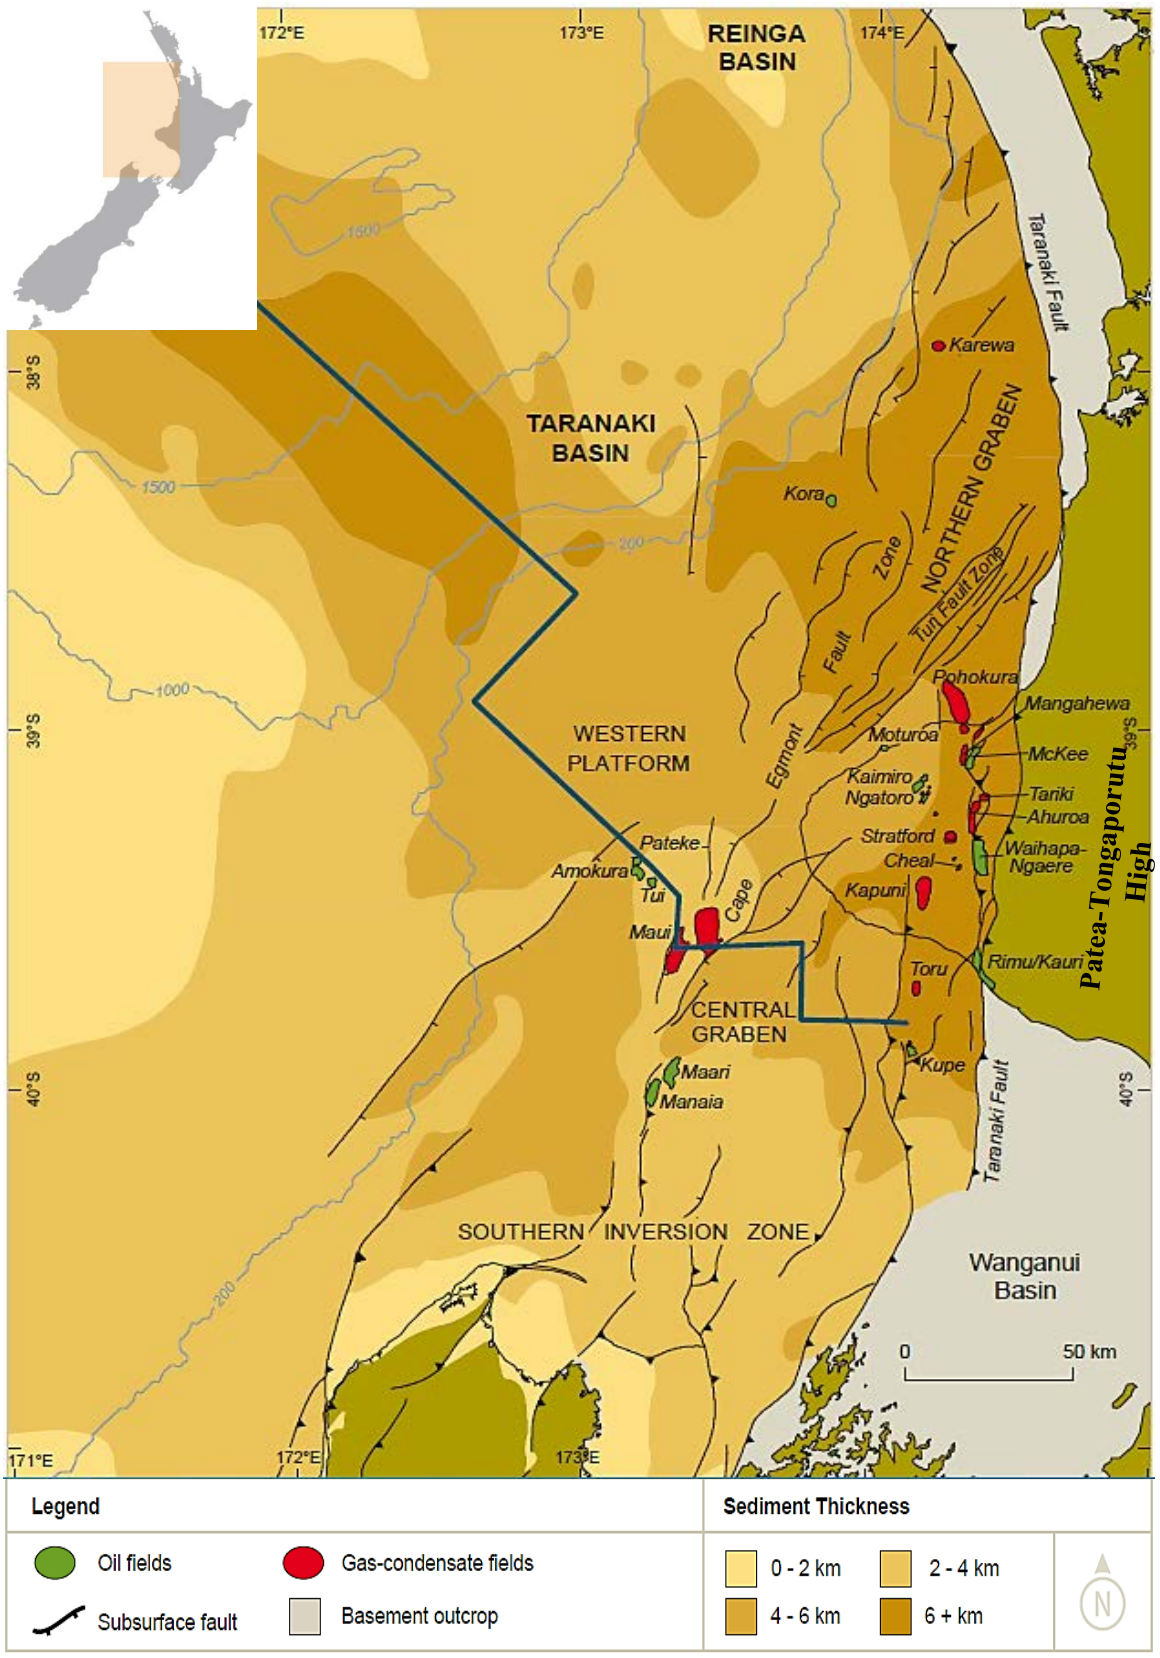 172°E
173°E
174°E
REINGA
BASIN
1600
Taranaki Fault
38°S
Karewa
TARANAKI
BASIN
NORTHERN GRABEN
1500
Kora
200
Zone
Turi Fault Zone
Fault
1000
Pohokura
Mangahewa
39°S
39°S
WESTERN
PLATFORM
Moturoa
McKee
Egmont
Kaimiro
Ngatoro
Tariki
Ahuroa
Patea-Tongaporutu
High
Pateke
Stratford
Waihapa-
Ngaere
Amokura
Cheal
Tui
Cape
Kapuni
Maui
Rimu/Kauri
Toru
CENTRAL
GRABEN
Kupe
Maari
Manaia
40°S
40°S
Taranaki Fault
SOUTHERN INVERSION ZONE
Wanganui
Basin
200
0 50 km
171°E
172°E
173°E
Legend
Oil fields
Gas-condensate fields
Subsurface fault
Basement outcrop
Sediment Thickness
0 - 2 km
2 - 4 km
4 - 6 km
6 + km
N